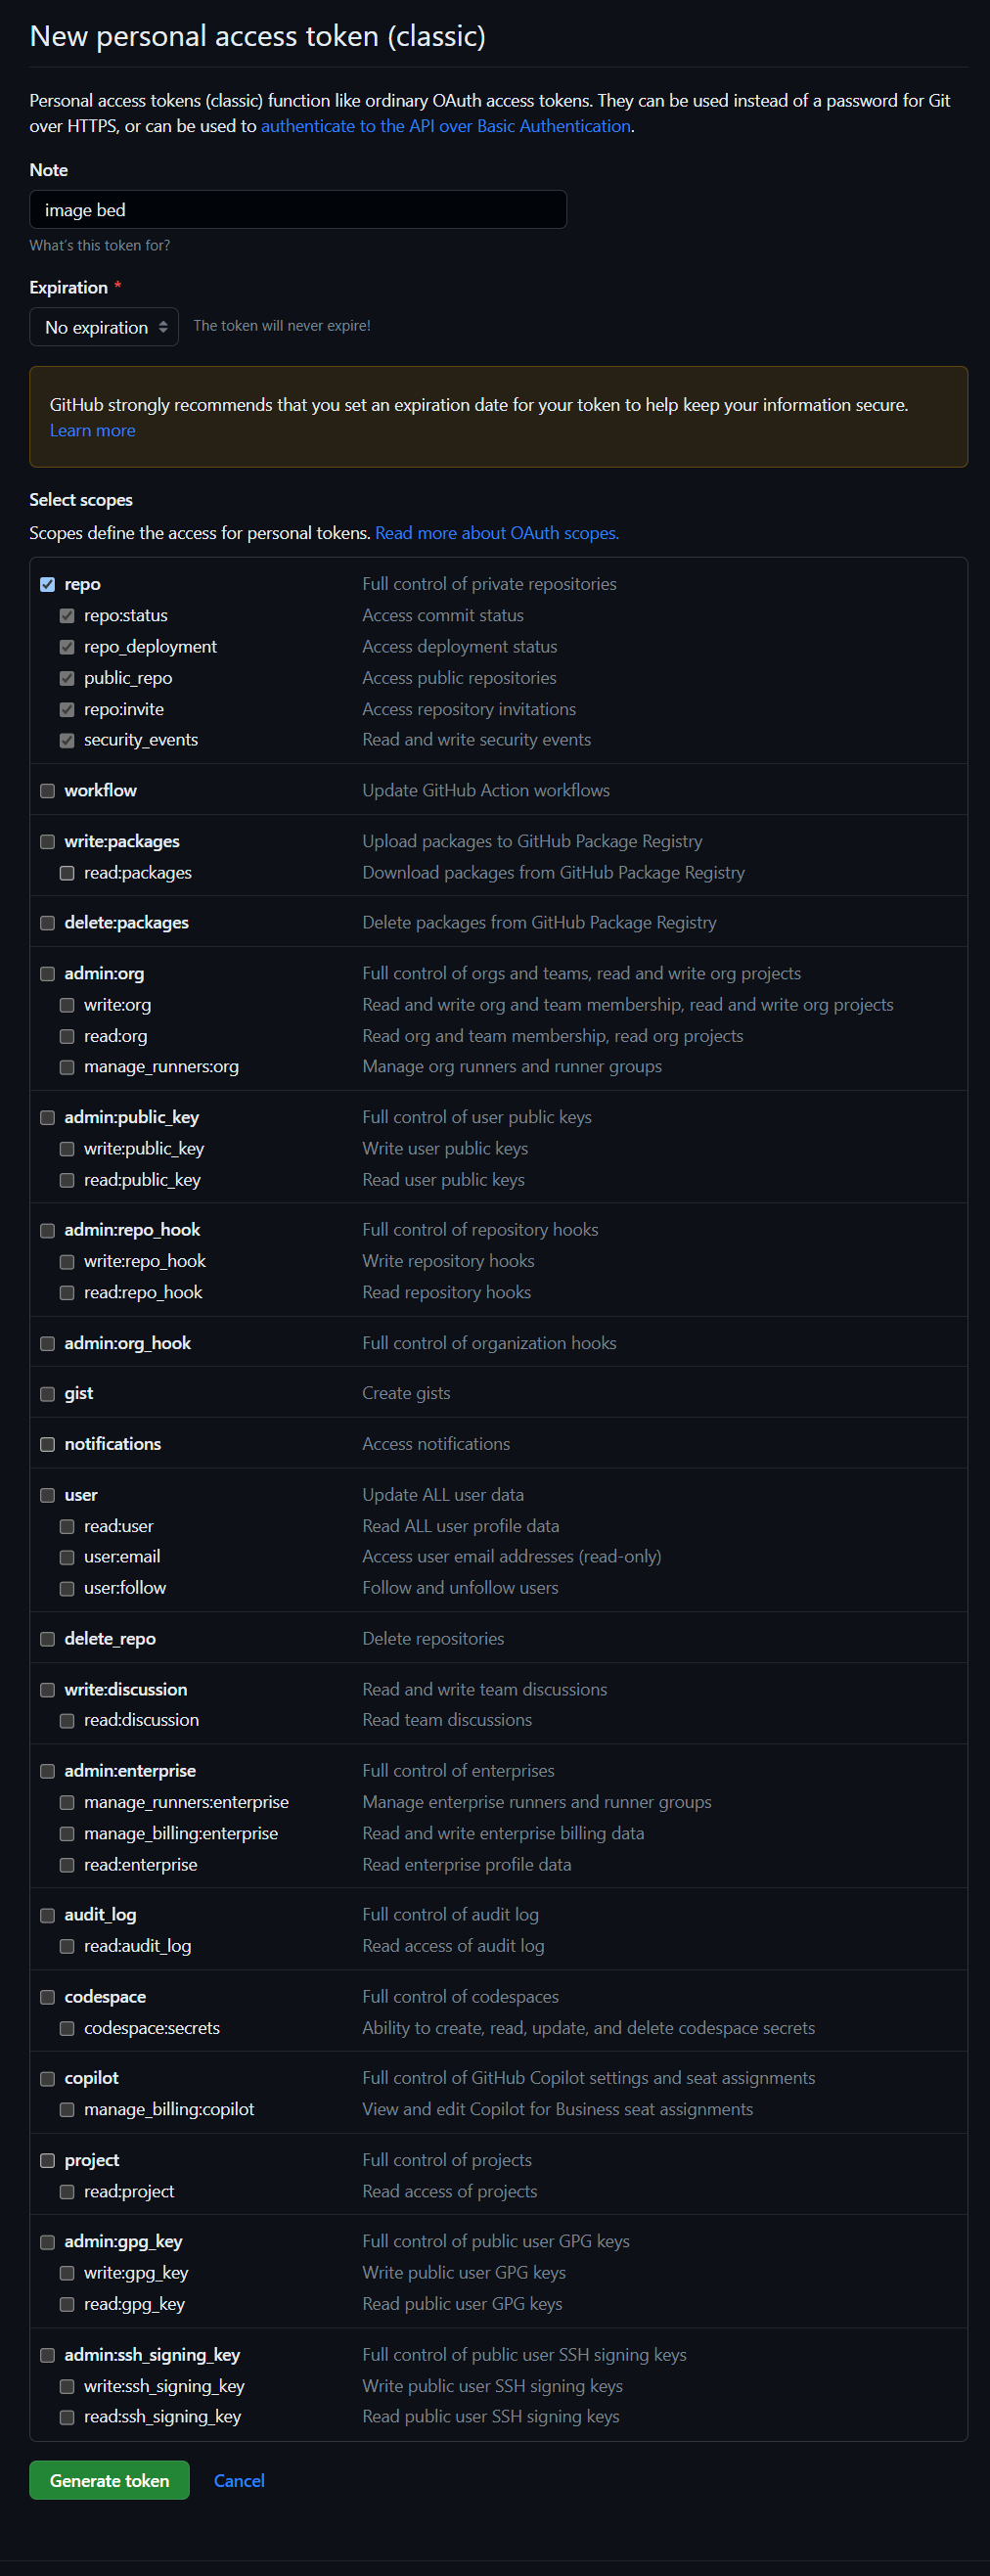 New personal access token (classic)
Personal access tokens (classic) function like ordinary OAuth access tokens. They can be used instead of a password for Git
over HTTPS, or can be used to authenticate to the API over Basic Authentication.
Note
image bed
What's this token for?
Expiration *
No expiration The token will never expire!
GitHub strongly recommends that you set an expiration date for your token to help keep your information secure.
Learn more
Select scopes
Scopes define the access for personal tokens. Read more about OAuth scopes.
repo Full control of private repositories
repo:status Access commit status
repo_deployment Access deployment status
public_repo Access public repositories
repo:invite Access repository invitations
security_events Read and write security events
workflow Update GitHub Action workflows
write:packages Upload packages to GitHub Package Registry
read:packages Download packages from GitHub Package Registry
delete:packages Delete packages from GitHub Package Registry
admin:org Full control of orgs and teams, read and write org projects
write:org Read and write org and team membership, read and write org projects
read:org Read org and team membership, read org projects
manage_runners:org Manage org runners and runner groups
admin:public_key Full control of user public keys
write:public_key Write user public keys
read:public_key Read user public keys
admin:repo_hook Full control of repository hooks
write:repo_hook Write repository hooks
read:repo_hook Read repository hooks
admin:org_hook Full control of organization hooks
gist Create gists
notifications Access notifications
user Update ALL user data
read:user Read ALL user profile data
user:email Access user email addresses (read-only)
user:follow Follow and unfollow users
delete_repo Delete repositories
write:discussion Read and write team discussions
read:discussion Read team discussions
admin:enterprise Full control of enterprises
manage_runners:enterprise Manage enterprise runners and runner groups
manage_billing:enterprise Read and write enterprise billing data
read:enterprise Read enterprise profile data
audit_log Full control of audit log
read:audit_log Read access of audit log
codespace Full control of codespaces
codespace:secrets Ability to create, read, update, and delete codespace secrets
copilot Full control of GitHub Copilot settings and seat assignments
manage_billing:copilot View and edit Copilot for Business seat assignments
project Full control of projects
read:project Read access of projects
admin:gpg_key Full control of public user GPG keys
write:gpg_key Write public user GPG keys
read:gpg_key Read public user GPG keys
admin:ssh_signing_key Full control of public user SSH signing keys
write:ssh_signing_key Write public user SSH signing keys
read:ssh_signing_key Read public user SSH signing keys
Generate token Cancel